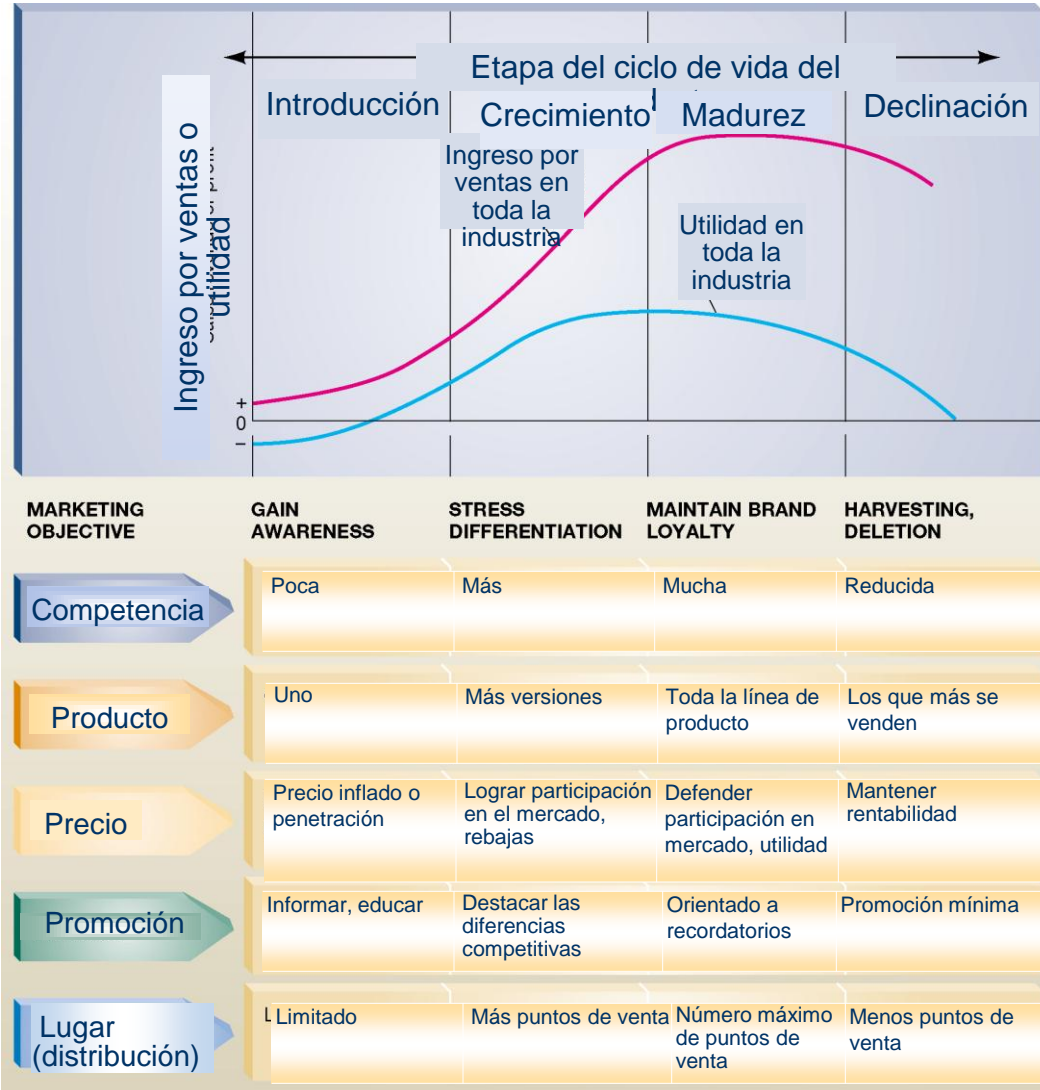 Etapa del ciclo de vida del
Introducción
Crecimiento
Madurez
Declinación
Ingreso por ventas o
utilidad
Ingreso por
ventas en
toda la
industria
Utilidad en
toda la
industria
+
0
–
MARKETING
OBJECTIVE
GAIN
AWARENESS
STRESS
DIFFERENTIATION
MAINTAIN BRAND
LOYALTY
HARVESTING,
DELETION
Competencia
Poca
Más
Mucha
Reducida
Producto
Uno
Más versiones
Toda la línea de
producto
Los que más se
venden
Precio
Precio inflado o
penetración
Lograr participación
en el mercado,
rebajas
Defender
participación en
mercado, utilidad
Mantener
rentabilidad
Promoción
Informar, educar
Destacar las
diferencias
competitivas
Orientado a
recordatorios
Promoción mínima
Lugar
(distribución)
Limitado
Más puntos de venta
Número máximo
de puntos de
venta
Menos puntos de
venta